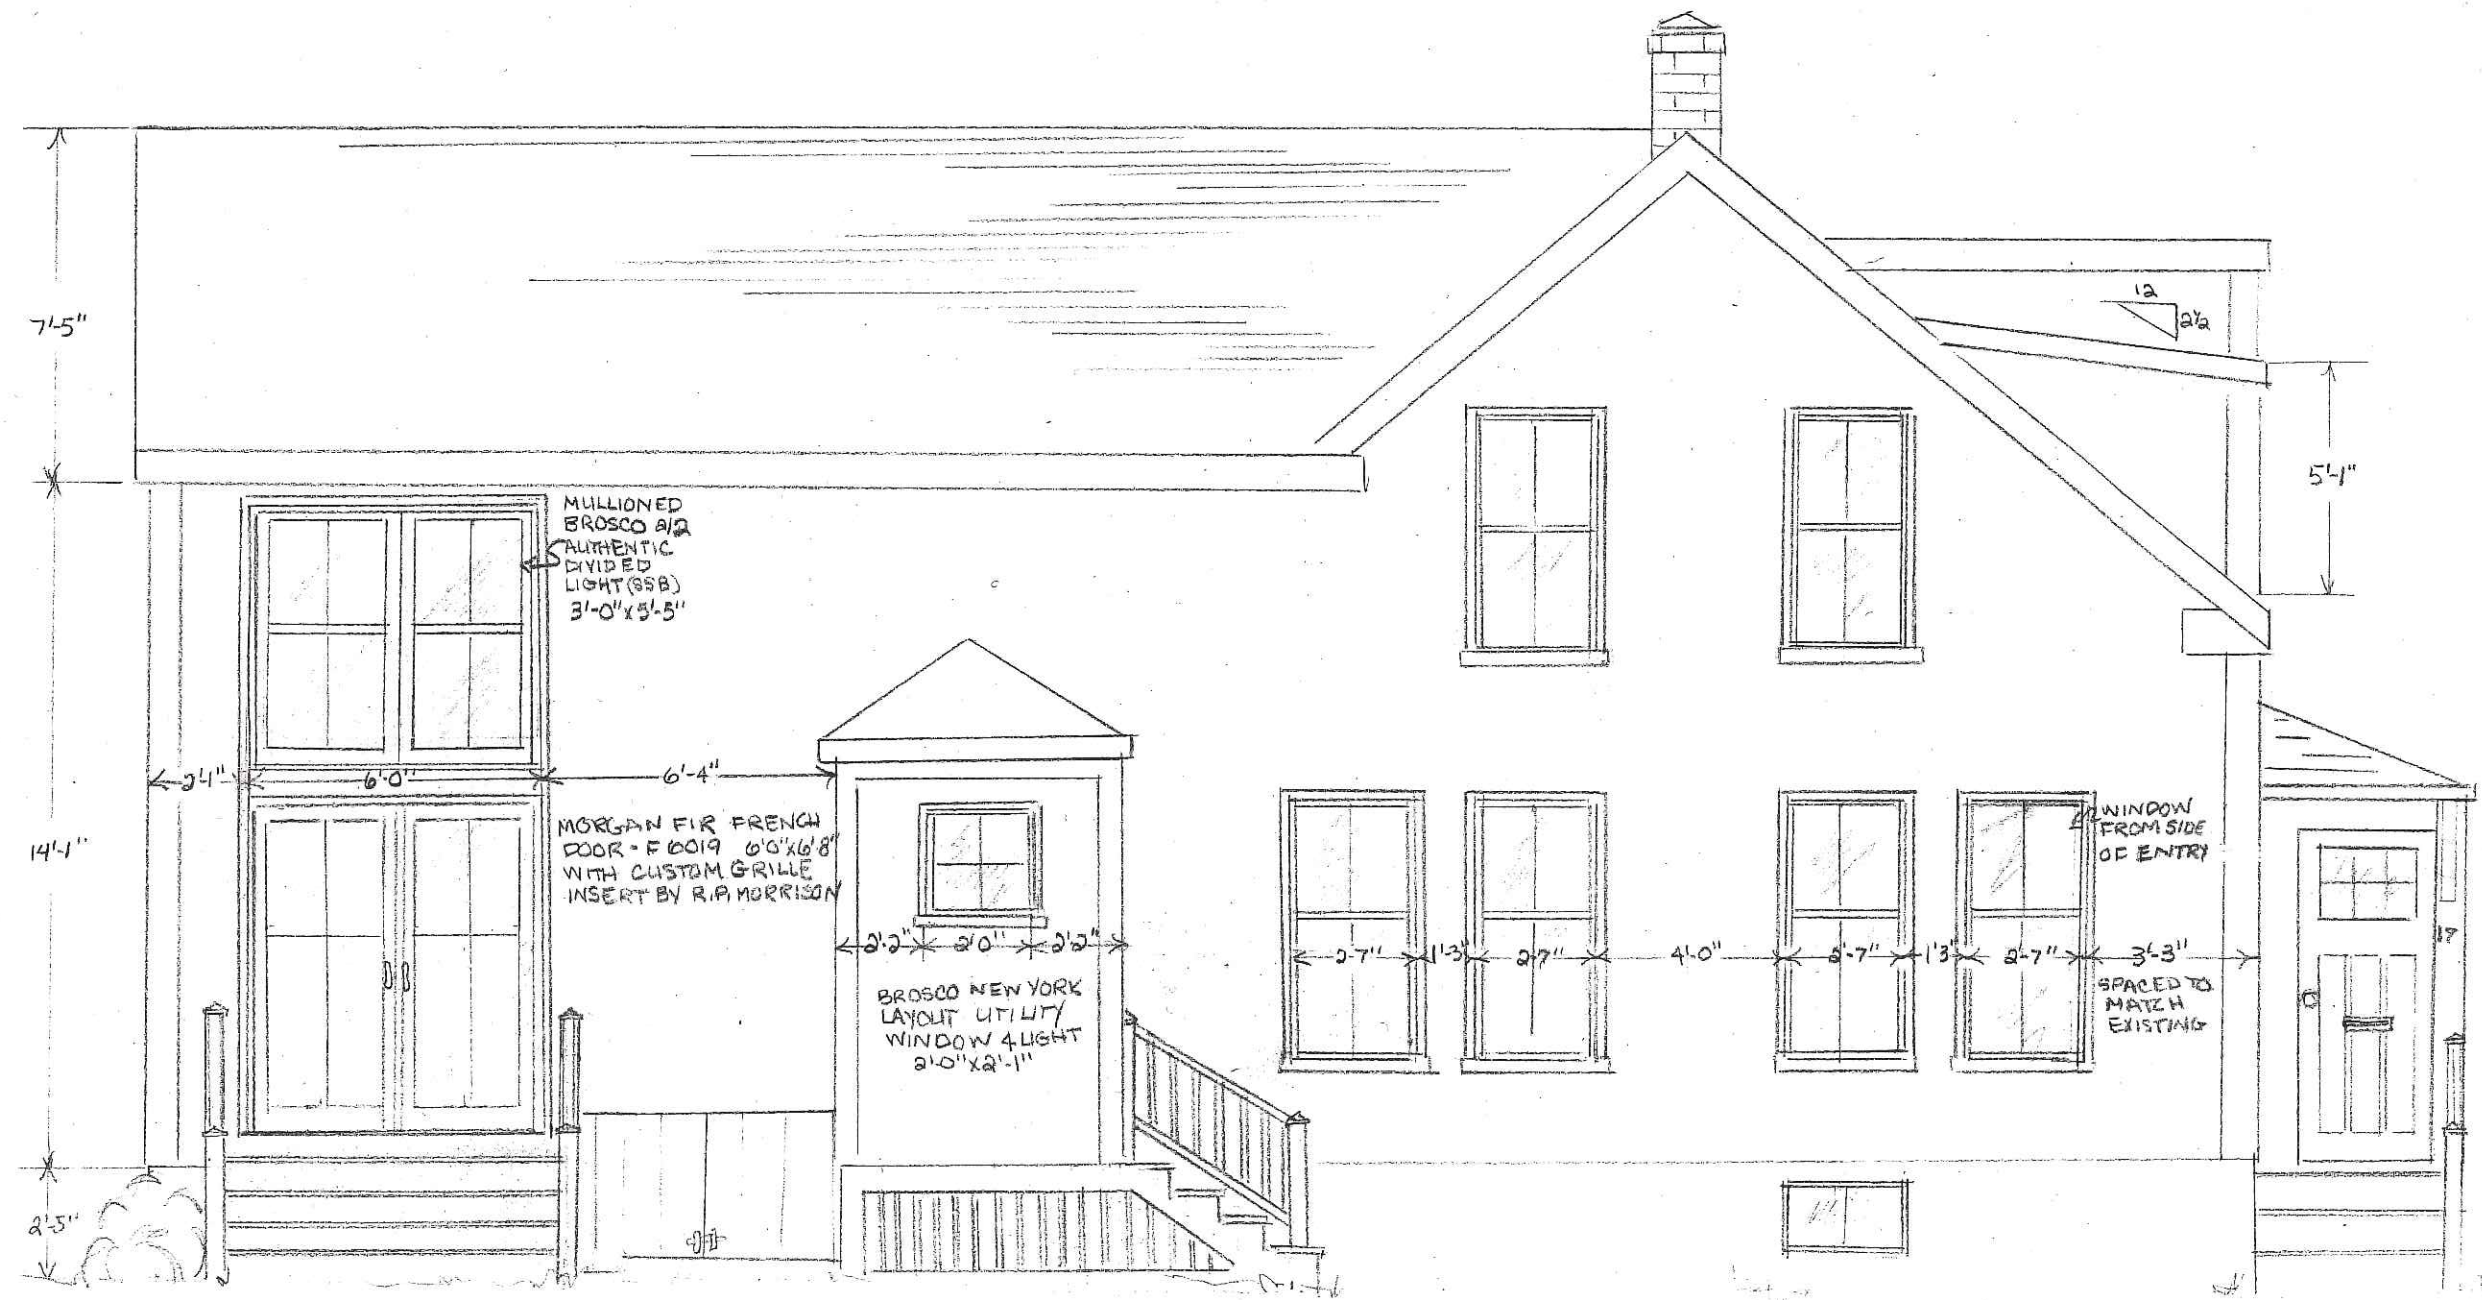 7'-5"
12
2½
5'-1"
MULLIONED
BROSCO 2/2
AUTHENTIC
DIVIDED
LIGHT (SSB)
3'-0" X 5'-5"
2'-1"
6'-0"
6'-4"
14'-1"
MORGAN FIR FRENCH
DOOR - F 6019 6'0"X6'8"
WITH CUSTOM GRILLE
INSERT BY R.P. MORRISON
WINDOW
FROM SIDE
OF ENTRY
2'-2"
2'0"
2'2"
2-7"
1'-3"
2-7"
4'-0"
2'-7"
1'3"
2'-7"
3'-3"
17
BROSCO NEW YORK
LAYOUT UTILITY
WINDOW 4 LIGHT
2'-0"X2'-1"
SPACED TO
MATCH
EXISTING
2'-5"